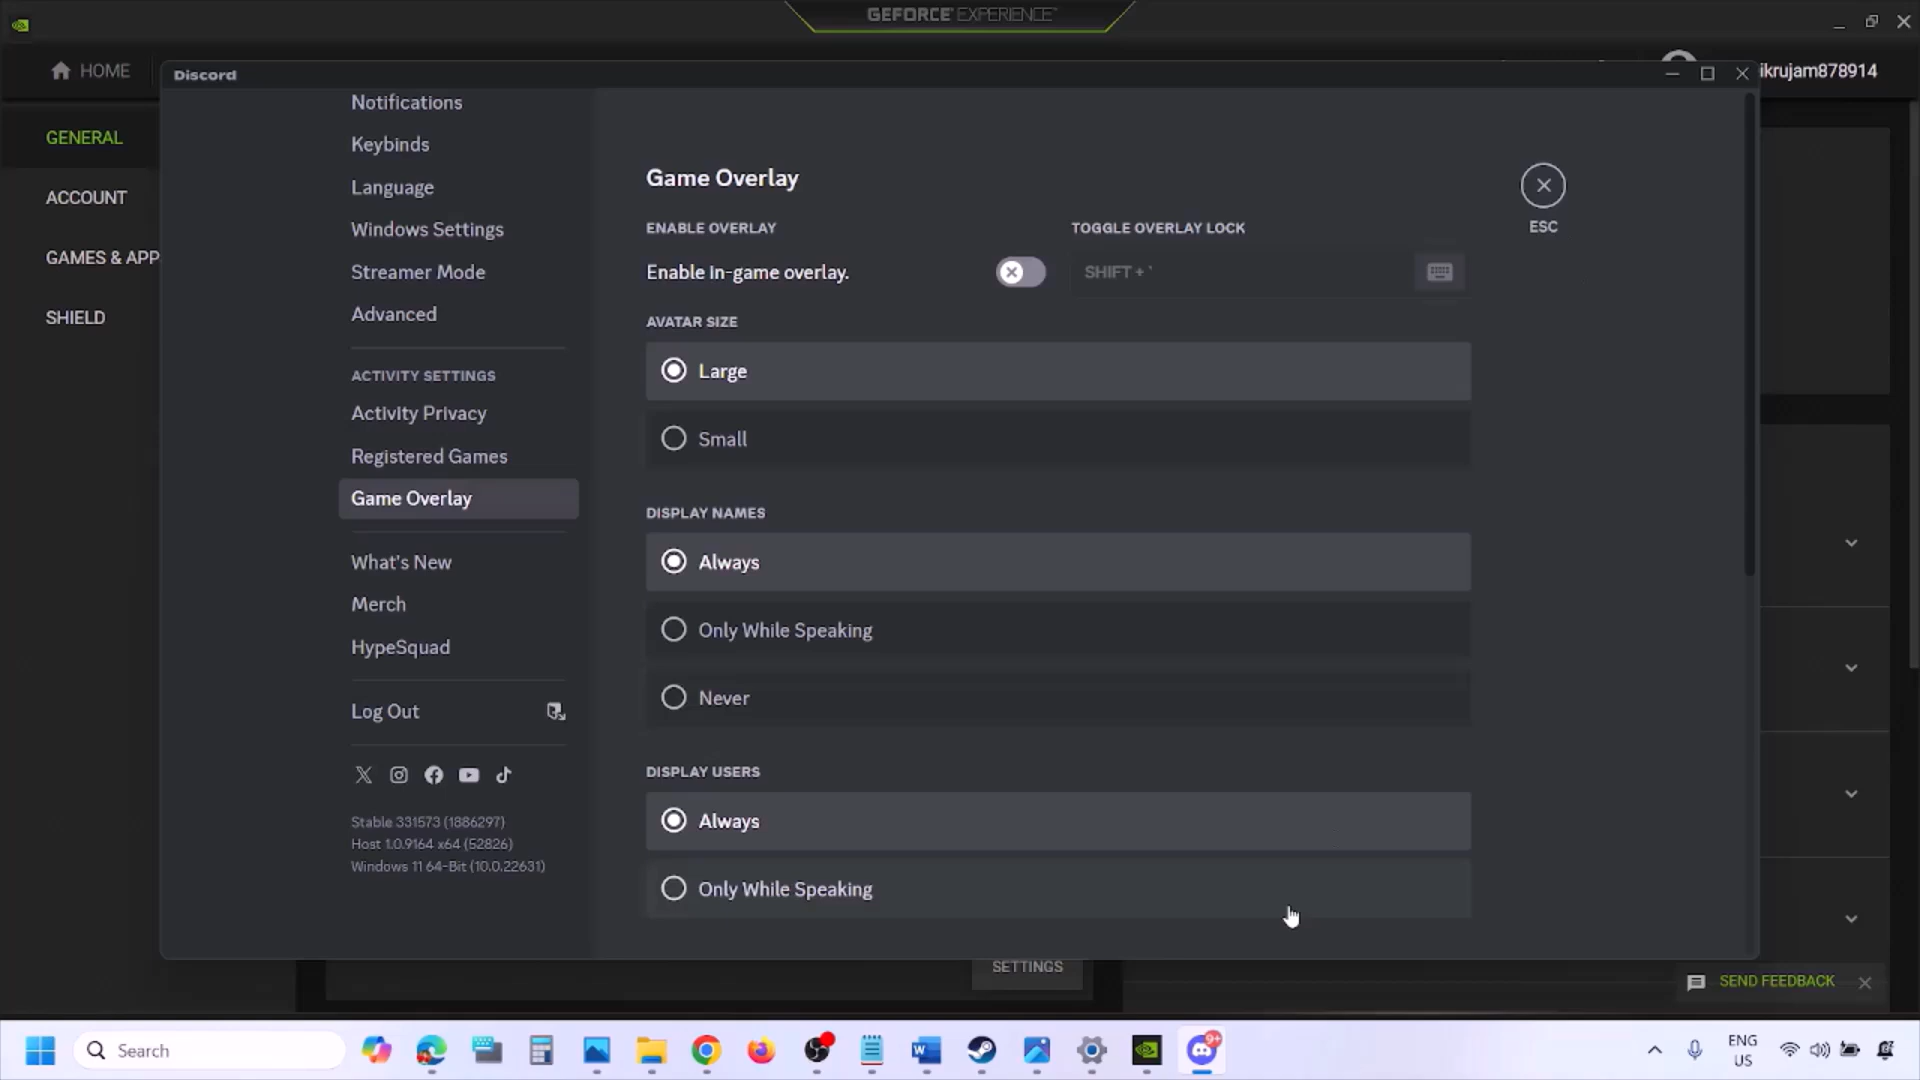 GEFORCE EXPERIENCE
HOME
ikrujam878914
Discord
GENERAL
ACCOUNT
GAMES & APP
SHIELD
Notifications
Keybinds
Language
Windows Settings
Streamer Mode
Advanced
ACTIVITY SETTINGS
Activity Privacy
Registered Games
Game Overlay
What's New
Merch
HypeSquad
Log Out
Stable 331573 (1886297)
Host 1.0.9164 x64 (52826)
Windows 11 64-Bit (10.0.22631)
Game Overlay
ENABLE OVERLAY
Enable in-game overlay.
TOGGLE OVERLAY LOCK
SHIFT + `
ESC
AVATAR SIZE
Large
Small
DISPLAY NAMES
Always
Only While Speaking
Never
DISPLAY USERS
Always
Only While Speaking
SETTINGS
SEND FEEDBACK
Search
9+
ENG
US